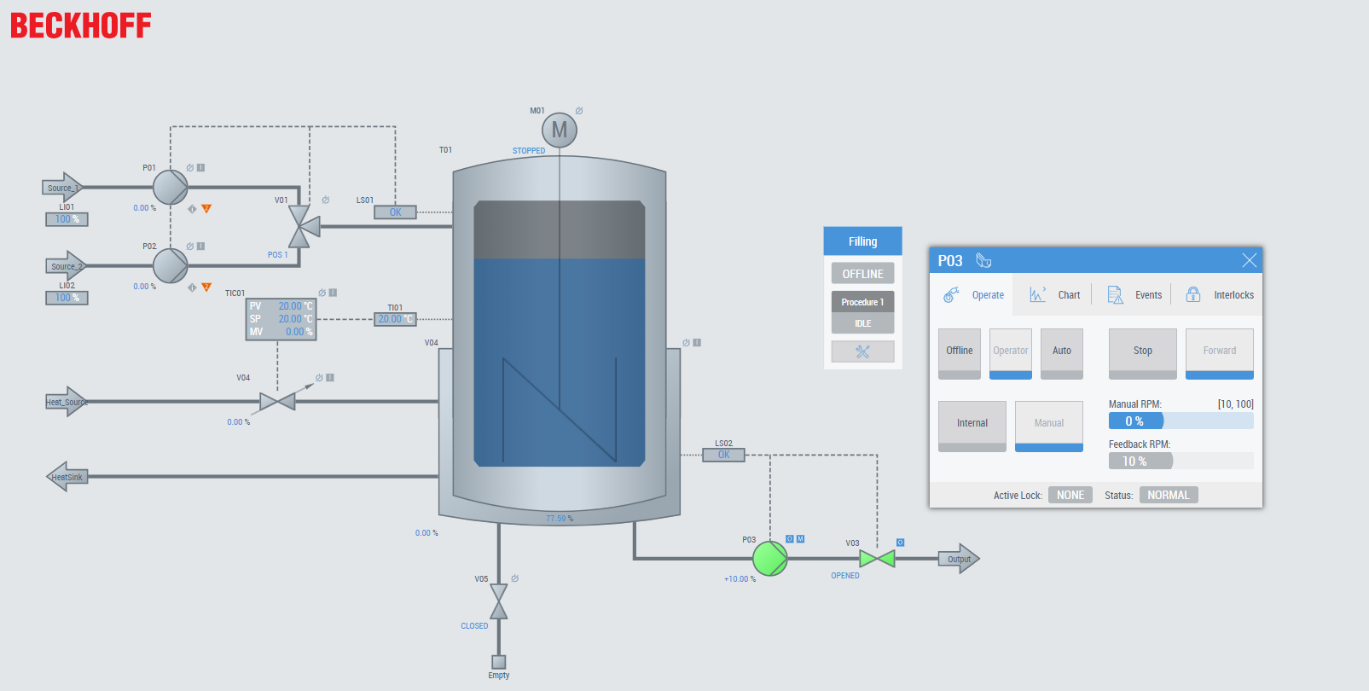 BECKHOFF
M01
M
STOPPED
T01
P01
Source_1
LI01
100 %
0.00 %
V01
LS01
OK
P02
Source_2
POS 1
LI02
100 %
0.00 %
TIC01
PV 20.00 °C
SP 20.00 °C
MV 0.00 %
TI01
20.00 °C
V04
V04
Heat_Source
0.00 %
HeatSink
77.50 %
0.00 %
LS02
OK
P03
+10.00 %
V03
OPENED
Output
V05
CLOSED
Empty
Filling
OFFLINE
Procedure 1
IDLE
P03
Operate Chart Events Interlocks
Offline Operator Auto Stop Forward
Internal Manual
Manual RPM: [10, 100]
0 %
Feedback RPM:
10 %
Active Lock: NONE Status: NORMAL